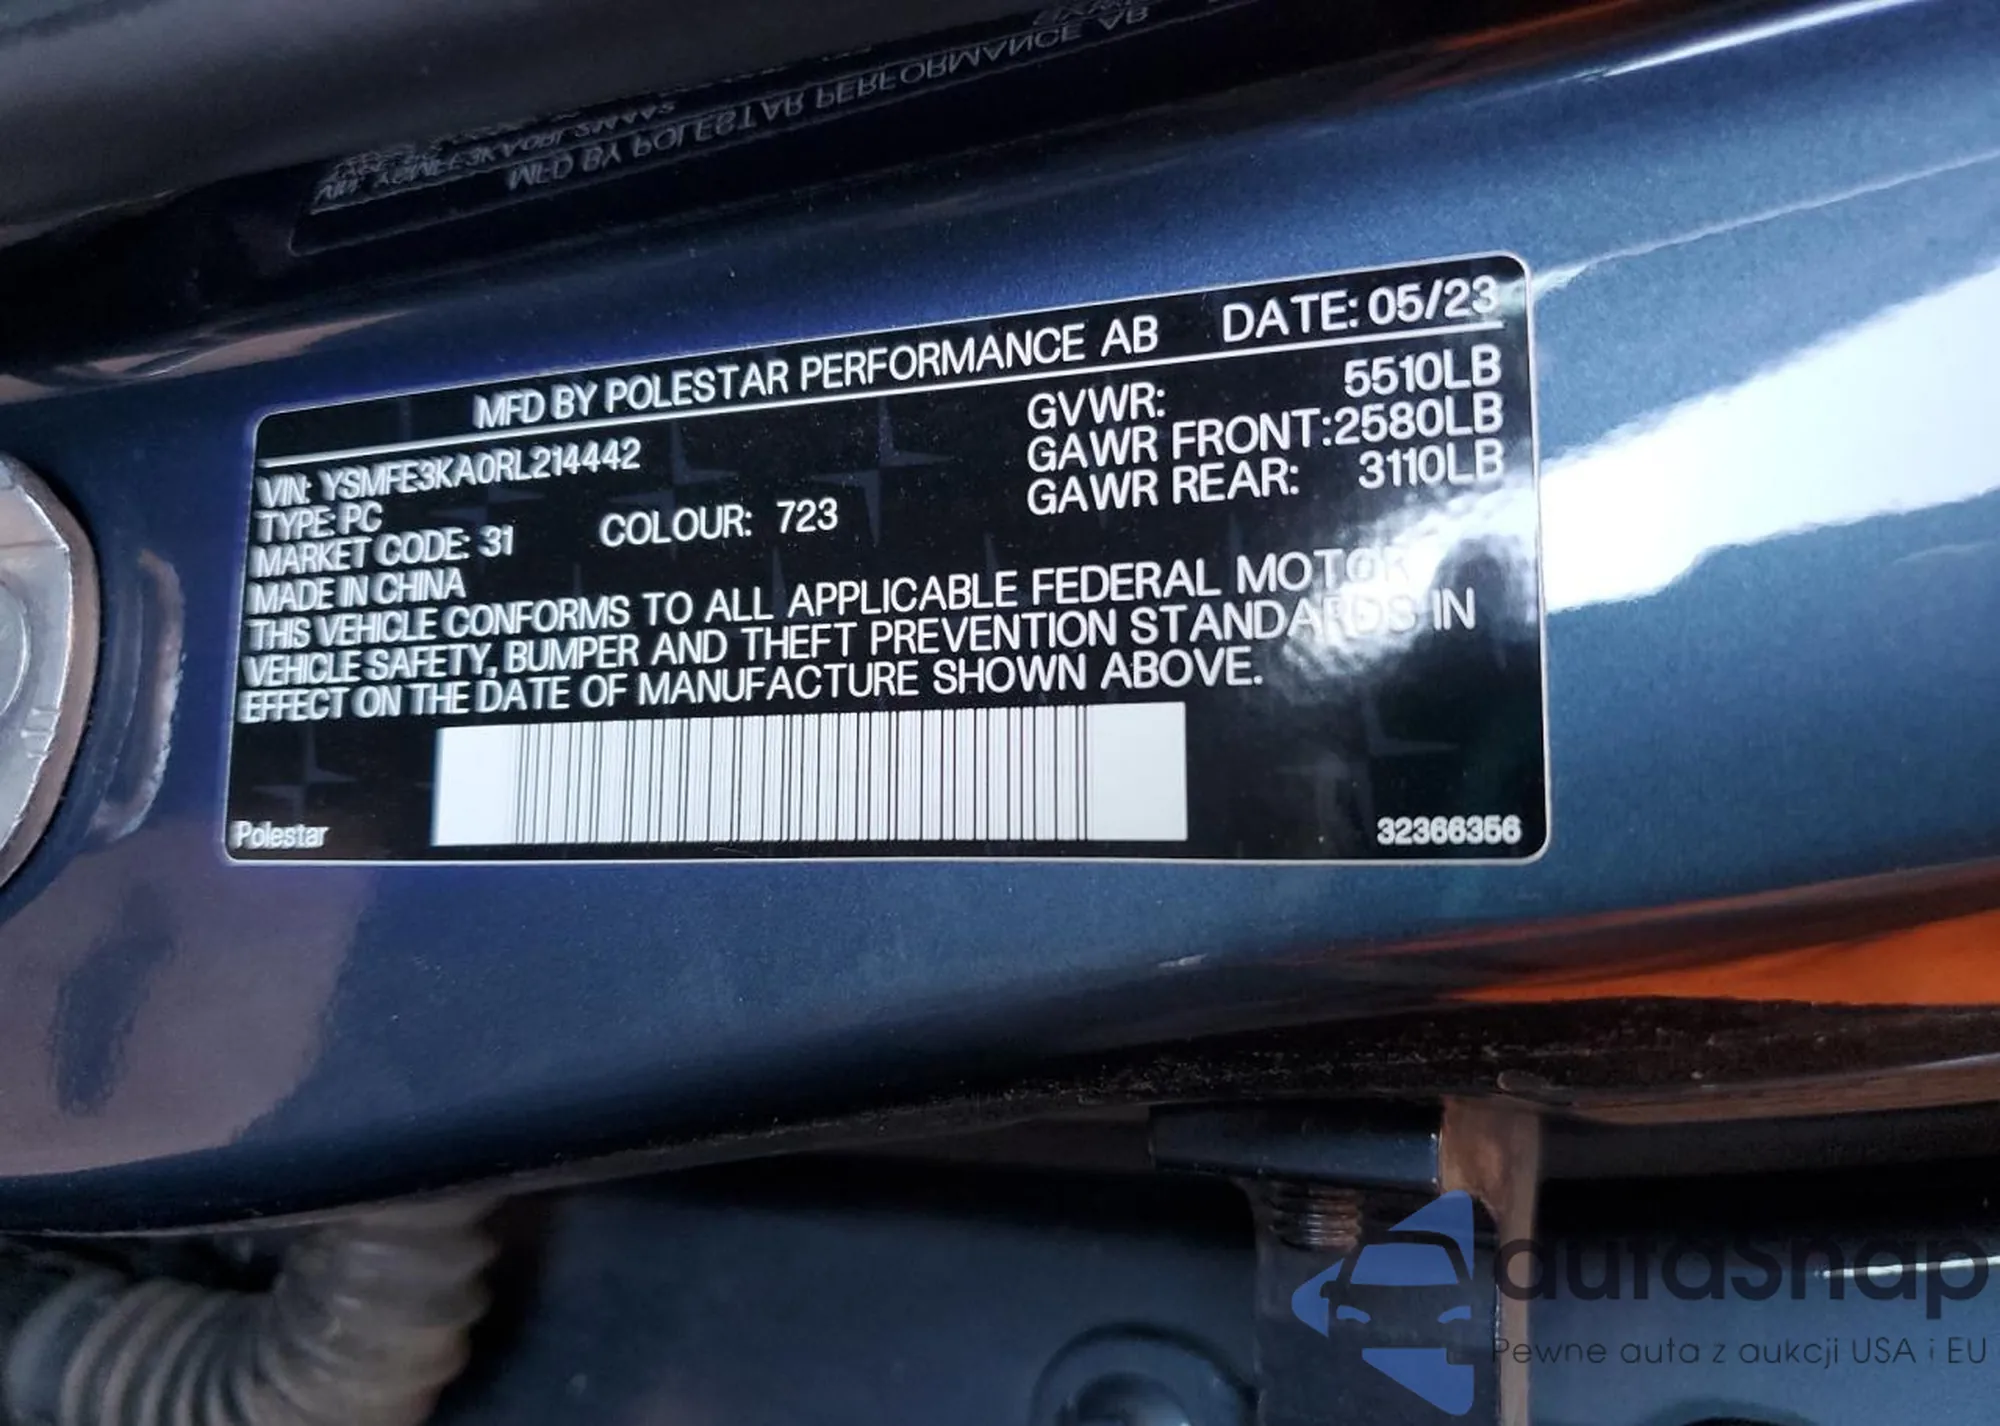 MFD BY POLESTAR PERFORMANCE AB
MFD BY POLESTAR PERFORMANCE AB DATE: 05/23
VIN: YSMFE3KA0RL214442
TYPE: PC
MARKET CODE: 31 COLOUR: 723
MADE IN CHINA
GVWR: 5510LB
GAWR FRONT:2580LB
GAWR REAR: 3110LB
THIS VEHICLE CONFORMS TO ALL APPLICABLE FEDERAL MOTOR
VEHICLE SAFETY, BUMPER AND THEFT PREVENTION STANDARDS IN
EFFECT ON THE DATE OF MANUFACTURE SHOWN ABOVE.
Polestar
32366356
autasnap
Pewne auta z aukcji USA i EU